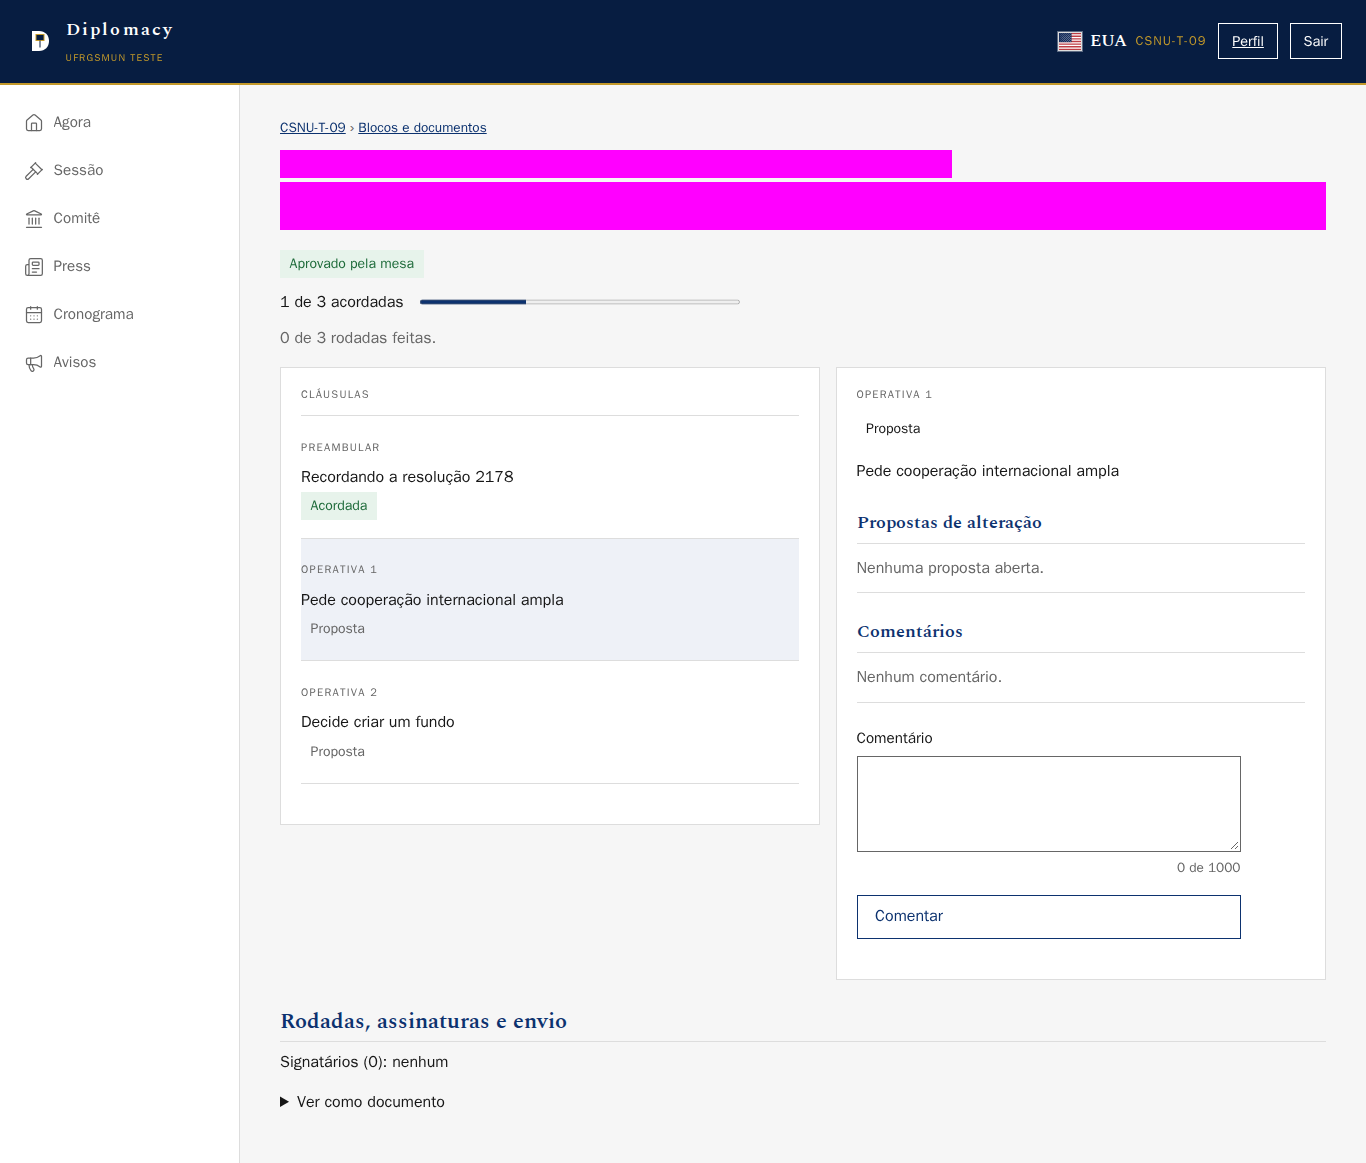 Diplomacy
UFRGSMUN TESTE
EUA CSNU-T-09 Perfil Sair
Agora
Sessão
Comitê
Press
Cronograma
Avisos
CSNU-T-09 › Blocos e documentos
Aprovado pela mesa
1 de 3 acordadas
0 de 3 rodadas feitas.
CLÁUSULAS
PREAMBULAR
Recordando a resolução 2178
Acordada
OPERATIVA 1
Pede cooperação internacional ampla
Proposta
OPERATIVA 2
Decide criar um fundo
Proposta
OPERATIVA 1
Proposta
Pede cooperação internacional ampla
Propostas de alteração
Nenhuma proposta aberta.
Comentários
Nenhum comentário.
Comentário
0 de 1000
Comentar
Rodadas, assinaturas e envio
Signatários (0): nenhum
Ver como documento